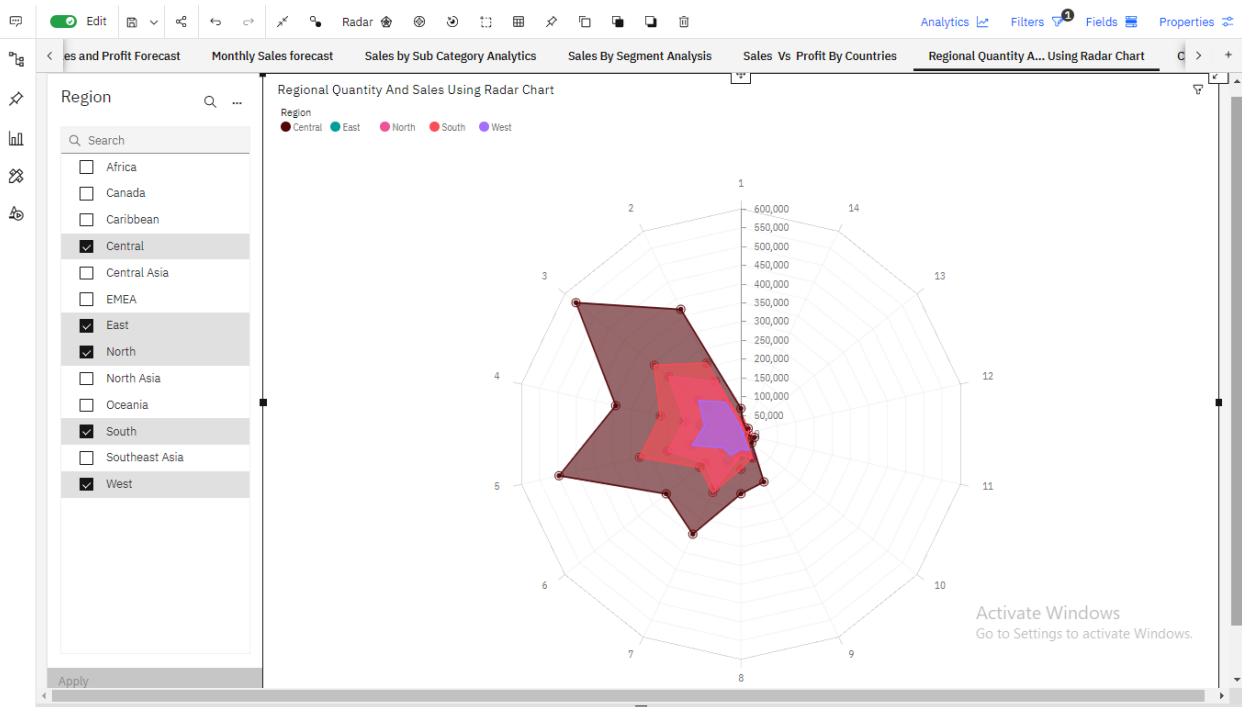 Edit
Radar
Analytics
Filters
1
Fields
Properties
es and Profit Forecast
Monthly Sales forecast
Sales by Sub Category Analytics
Sales By Segment Analysis
Sales Vs Profit By Countries
Regional Quantity A... Using Radar Chart
C
Region
Search
Africa
Canada
Caribbean
Central
Central Asia
EMEA
East
North
North Asia
Oceania
South
Southeast Asia
West
Apply
Regional Quantity And Sales Using Radar Chart
Region
Central East North South West
1
2
14
600,000
550,000
500,000
3
13
450,000
400,000
350,000
300,000
250,000
200,000
4
12
150,000
100,000
50,000
5
11
6
10
7
9
8
Activate Windows
Go to Settings to activate Windows.